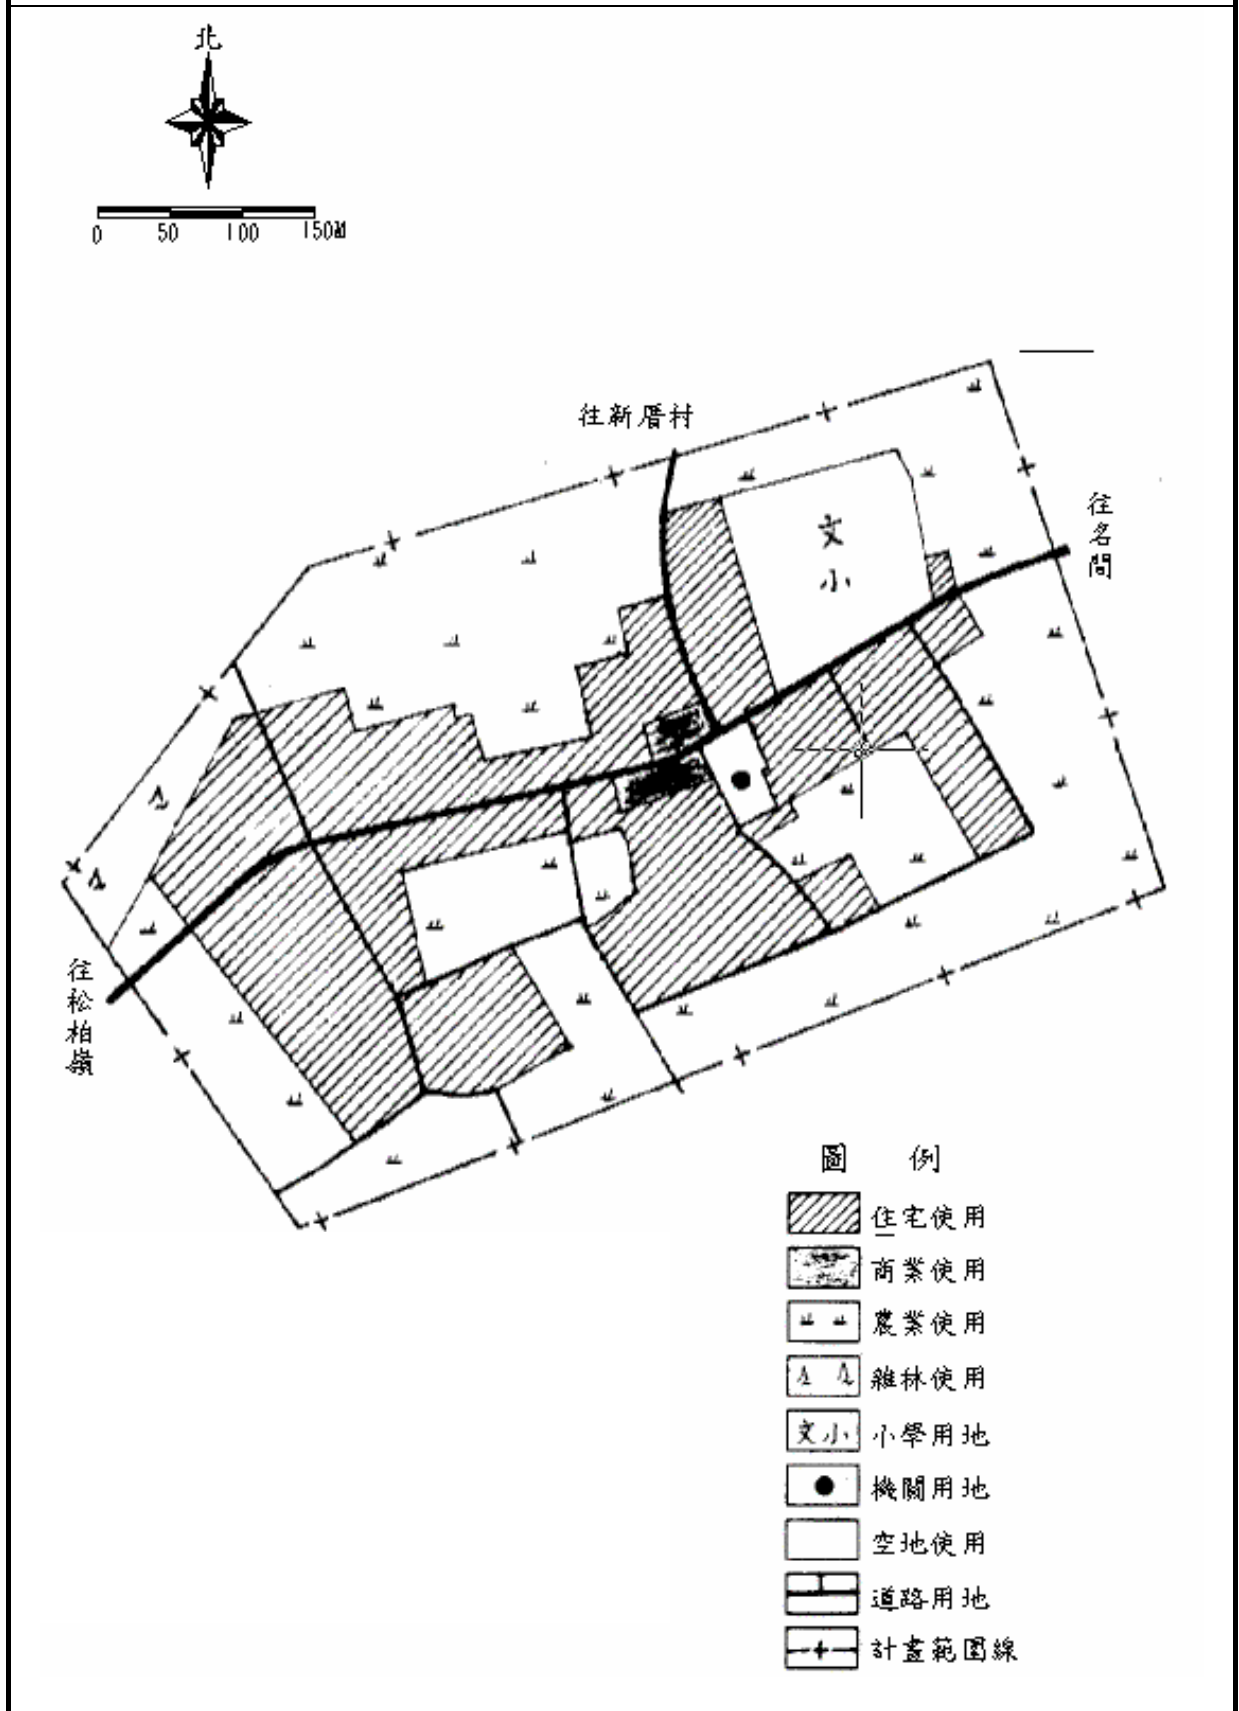 北
0 50 100 150M
往新厝村
往名間
文小
往松柏嶺
圖 例
住宅使用
商業使用
農業使用
雜林使用
文小 小學用地
機關用地
空地使用
道路用地
計畫範圍線